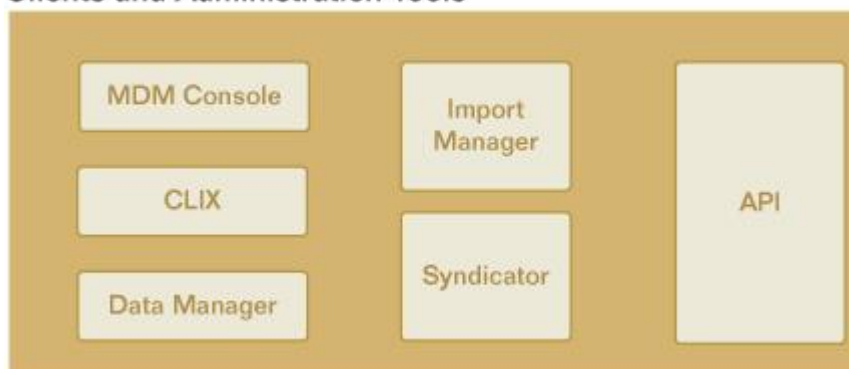 MDM Console
Import
Manager
CLIX
API
Syndicator
Data Manager